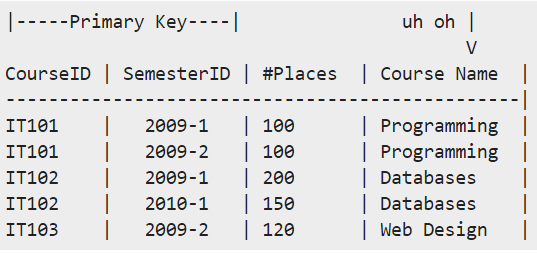 |-----Primary Key----|               uh oh |
                                           V
CourseID | SemesterID | #Places  | Course Name  |
------------------------------------------------|
IT101    |   2009-1   | 100      | Programming  |
IT101    |   2009-2   | 100      | Programming  |
IT102    |   2009-1   | 200      | Databases    |
IT102    |   2010-1   | 150      | Databases    |
IT103    |   2009-2   | 120      | Web Design   |